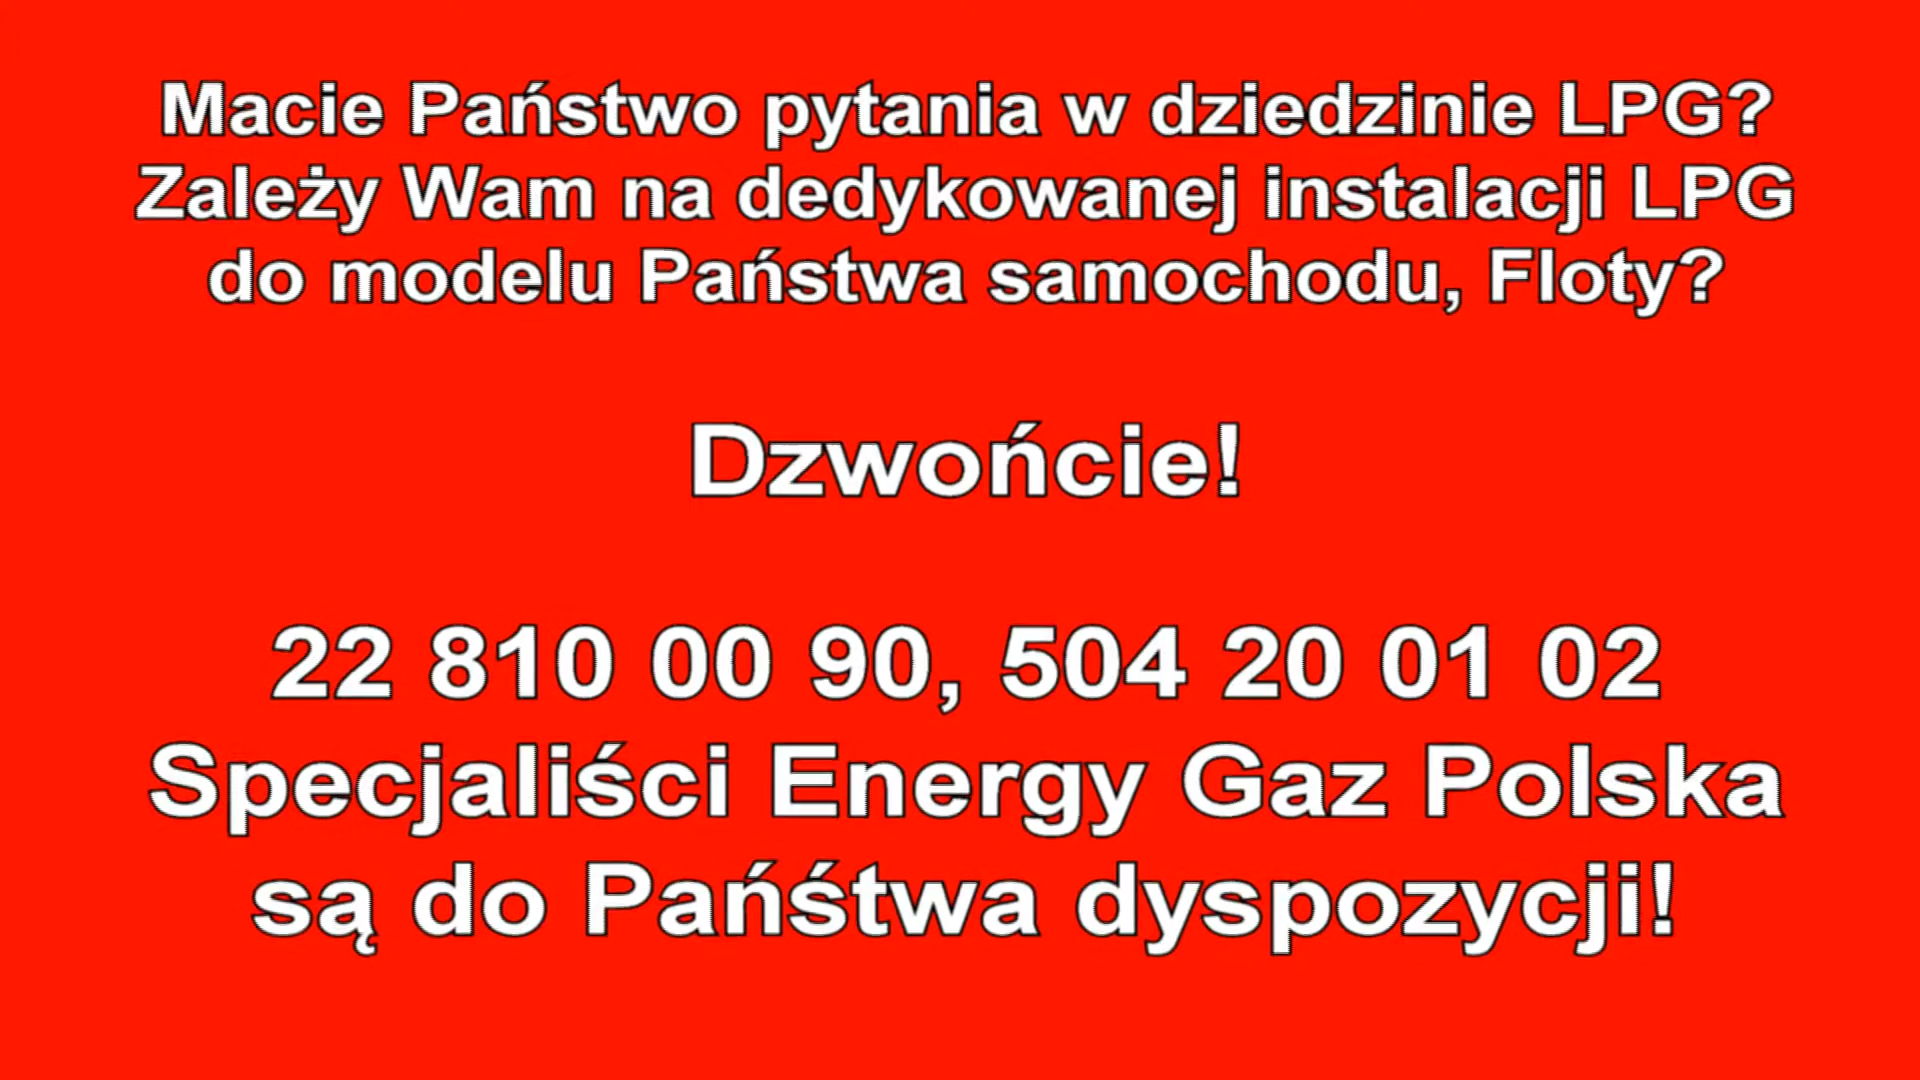 Macie Państwo pytania w dziedzinie LPG?
Zależy Wam na dedykowanej instalacji LPG
do modelu Państwa samochodu, Floty?
Dzwońcie!
22 810 00 90, 504 20 01 02
Specjaliści Energy Gaz Polska
są do Pańśtwa dyspozycji!